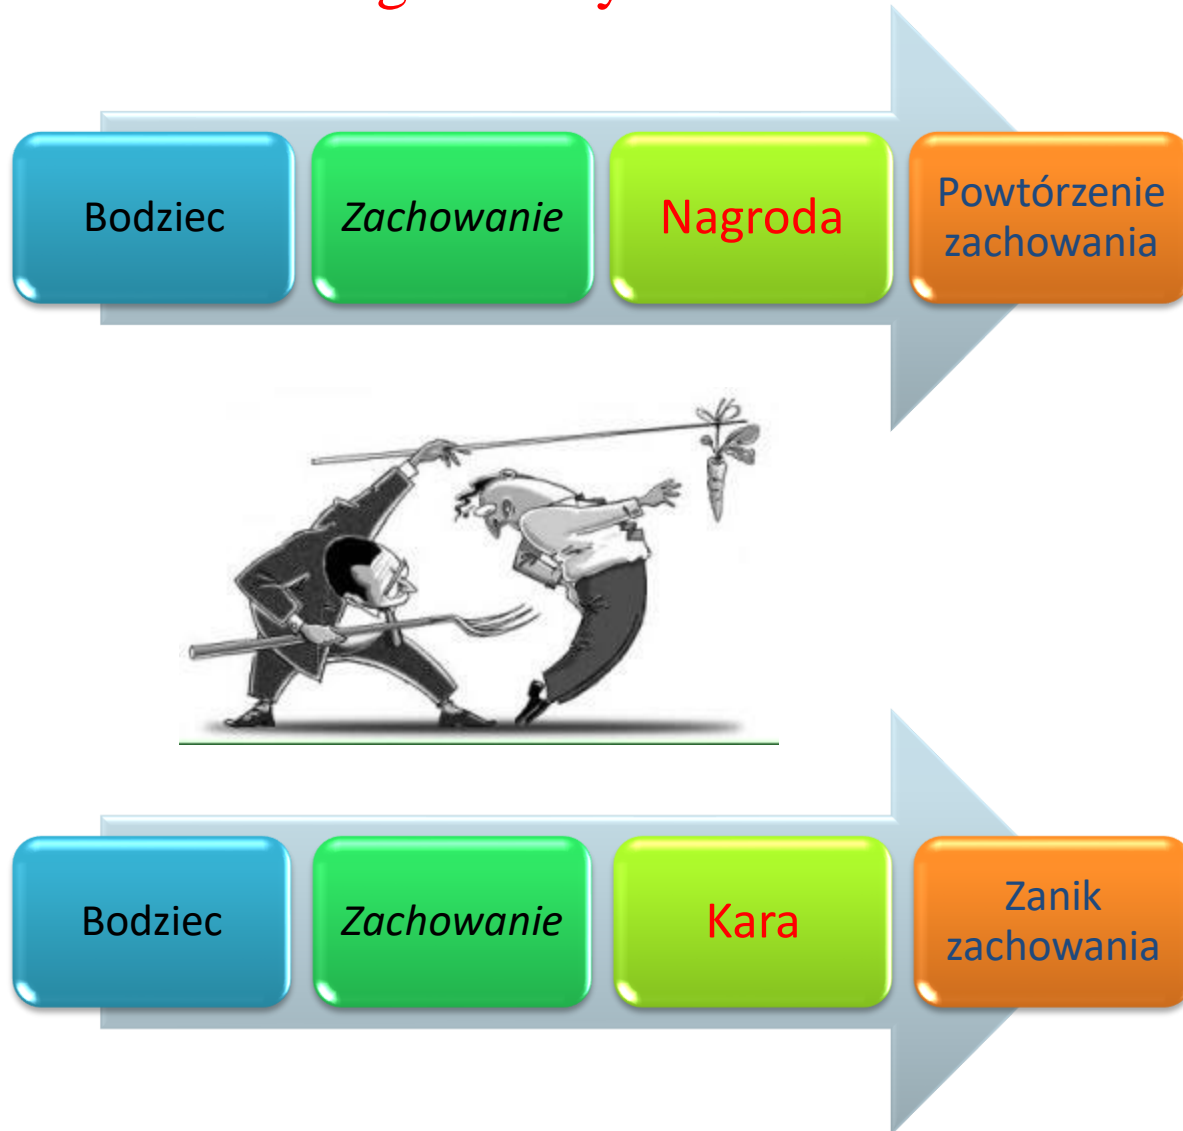 Bodziec
Zachowanie
Nagroda
Powtórzenie
zachowania
Bodziec
Zachowanie
Kara
Zanik
zachowania